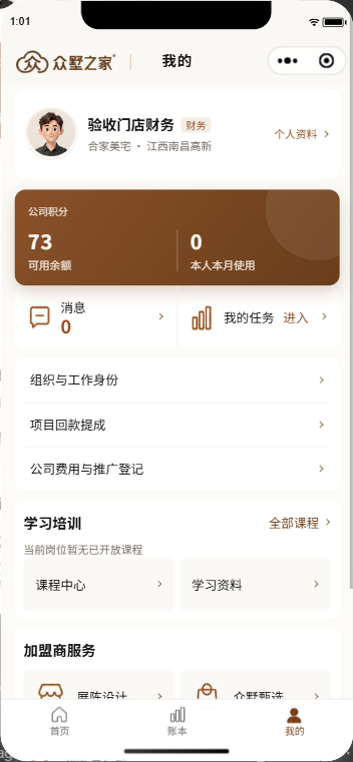 1:01
众墅之家
我的
验收门店财务 财务
合家美宅 · 江西南昌高新
个人资料
公司积分
73 0
可用余额 本人本月使用
消息
0
我的任务 进入
组织与工作身份
项目回款提成
公司费用与推广登记
学习培训 全部课程
当前岗位暂无已开放课程
课程中心 学习资料
加盟商服务
展陈设计 众墅甄选
首页 账本 我的